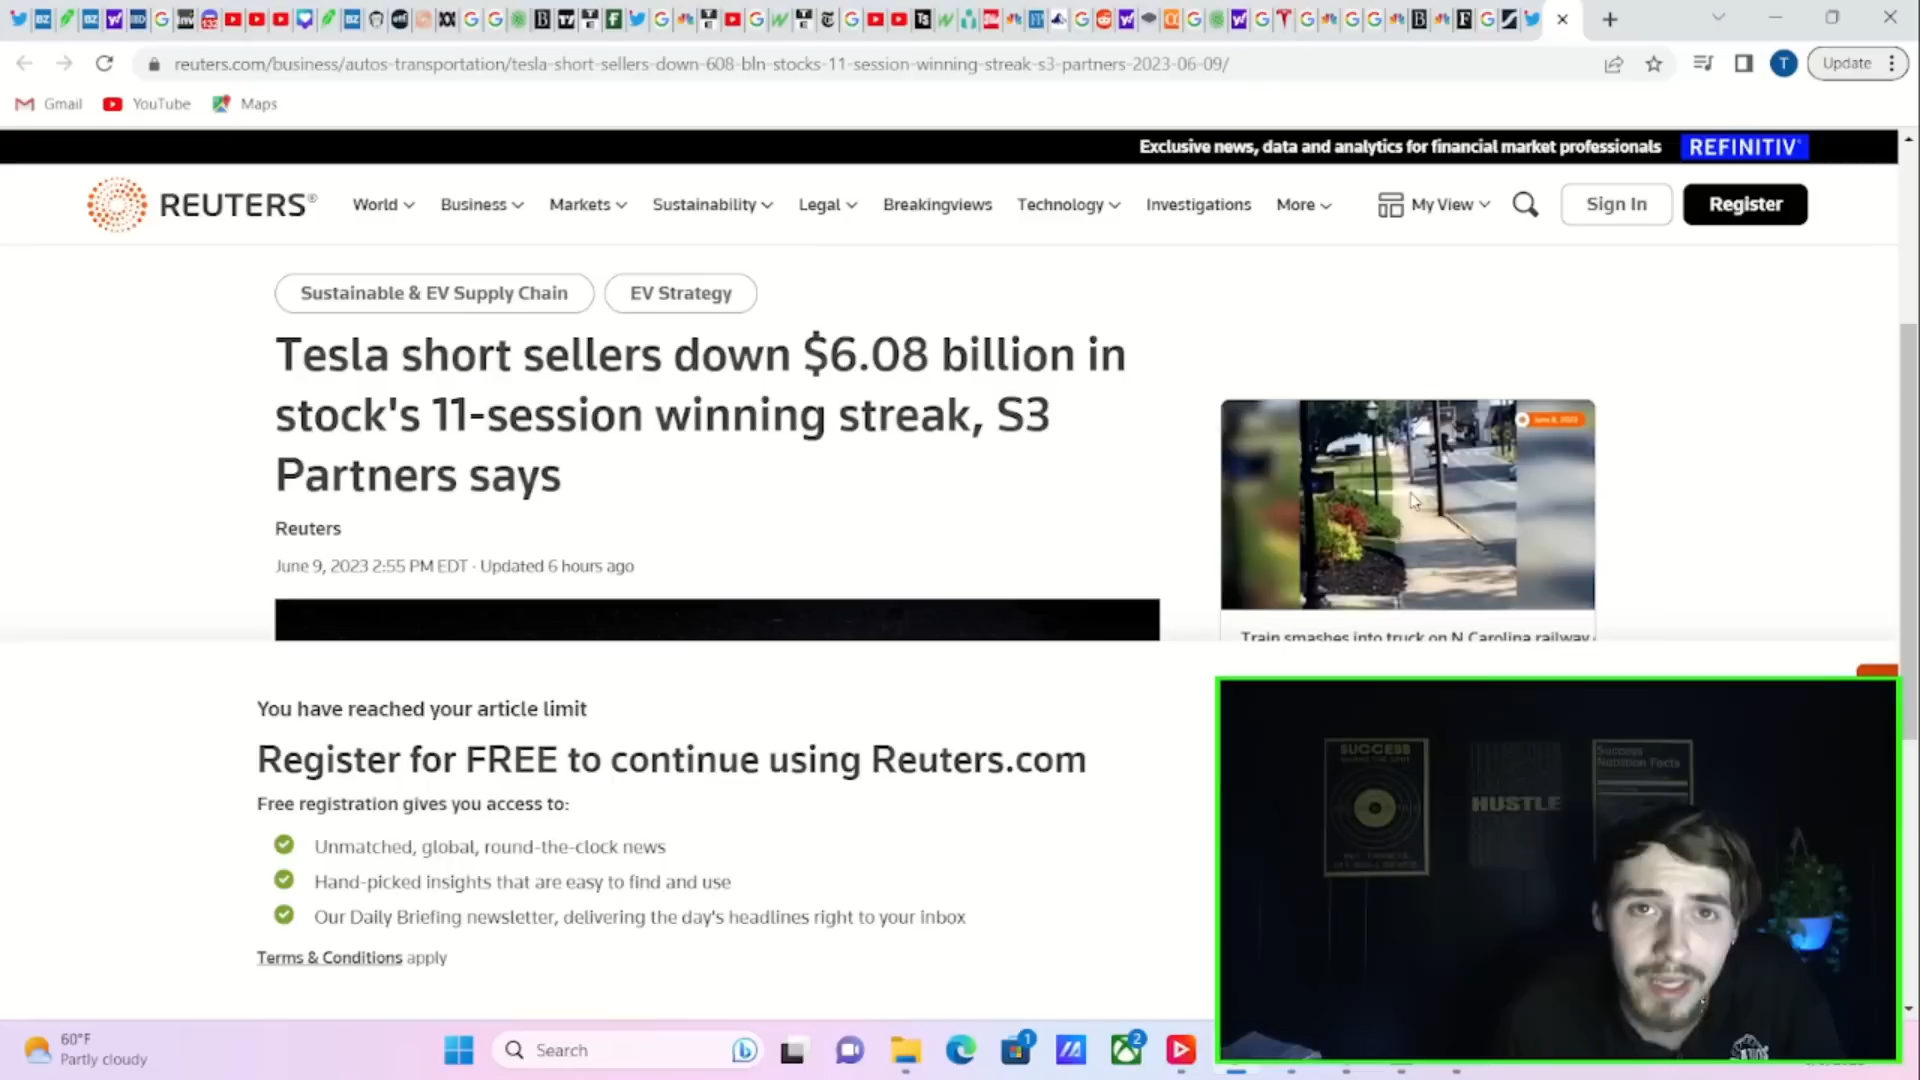 reuters.com/business/autos-transportation/tesla-short-sellers-down-608-bln-stocks-11-session-winning-streak-s3-partners-2023-06-09/
T
Update
Gmail
YouTube
Maps
Exclusive news, data and analytics for financial market professionals
REFINITIV
REUTERS®
World
Business
Markets
Sustainability
Legal
Breakingviews
Technology
Investigations
More
My View
Sign In
Register
Sustainable & EV Supply Chain
EV Strategy
Tesla short sellers down $6.08 billion in
stock's 11-session winning streak, S3
Partners says
Reuters
June 9, 2023 2:55 PM EDT · Updated 6 hours ago
Train smashes into truck on N Carolina railway
You have reached your article limit
Register for FREE to continue using Reuters.com
Free registration gives you access to:
Unmatched, global, round-the-clock news
Hand-picked insights that are easy to find and use
Our Daily Briefing newsletter, delivering the day's headlines right to your inbox
Terms & Conditions apply
SUCCESS
HUSTLE
Success
Nutrition Facts
60°F
Partly cloudy
Search
1
2